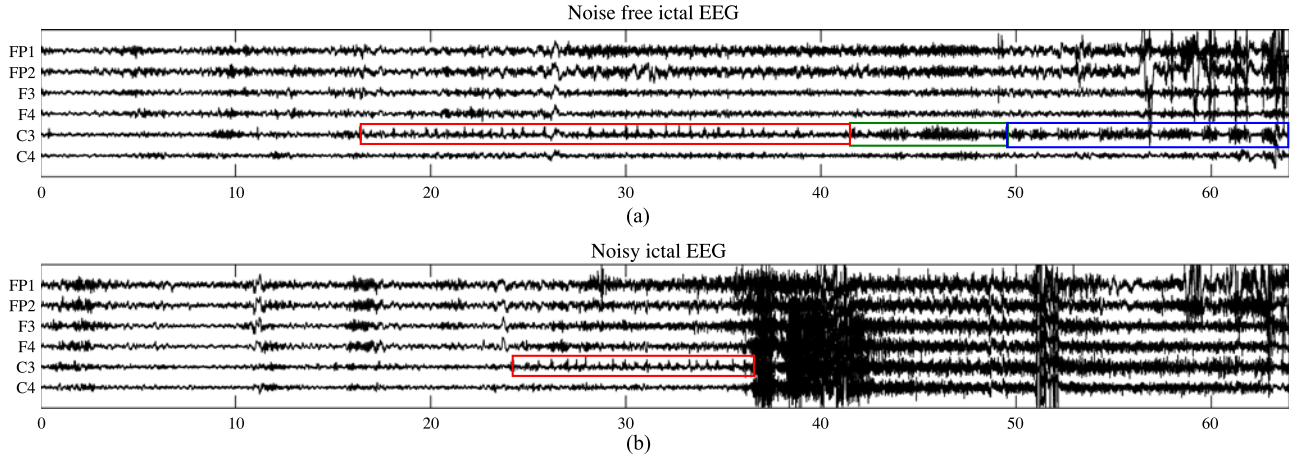 Noise free ictal EEG
FP1
FP2
F3
F4
C3
C4
0 10 20 30 40 50 60
(a)
Noisy ictal EEG
FP1
FP2
F3
F4
C3
C4
0 10 20 30 40 50 60
(b)